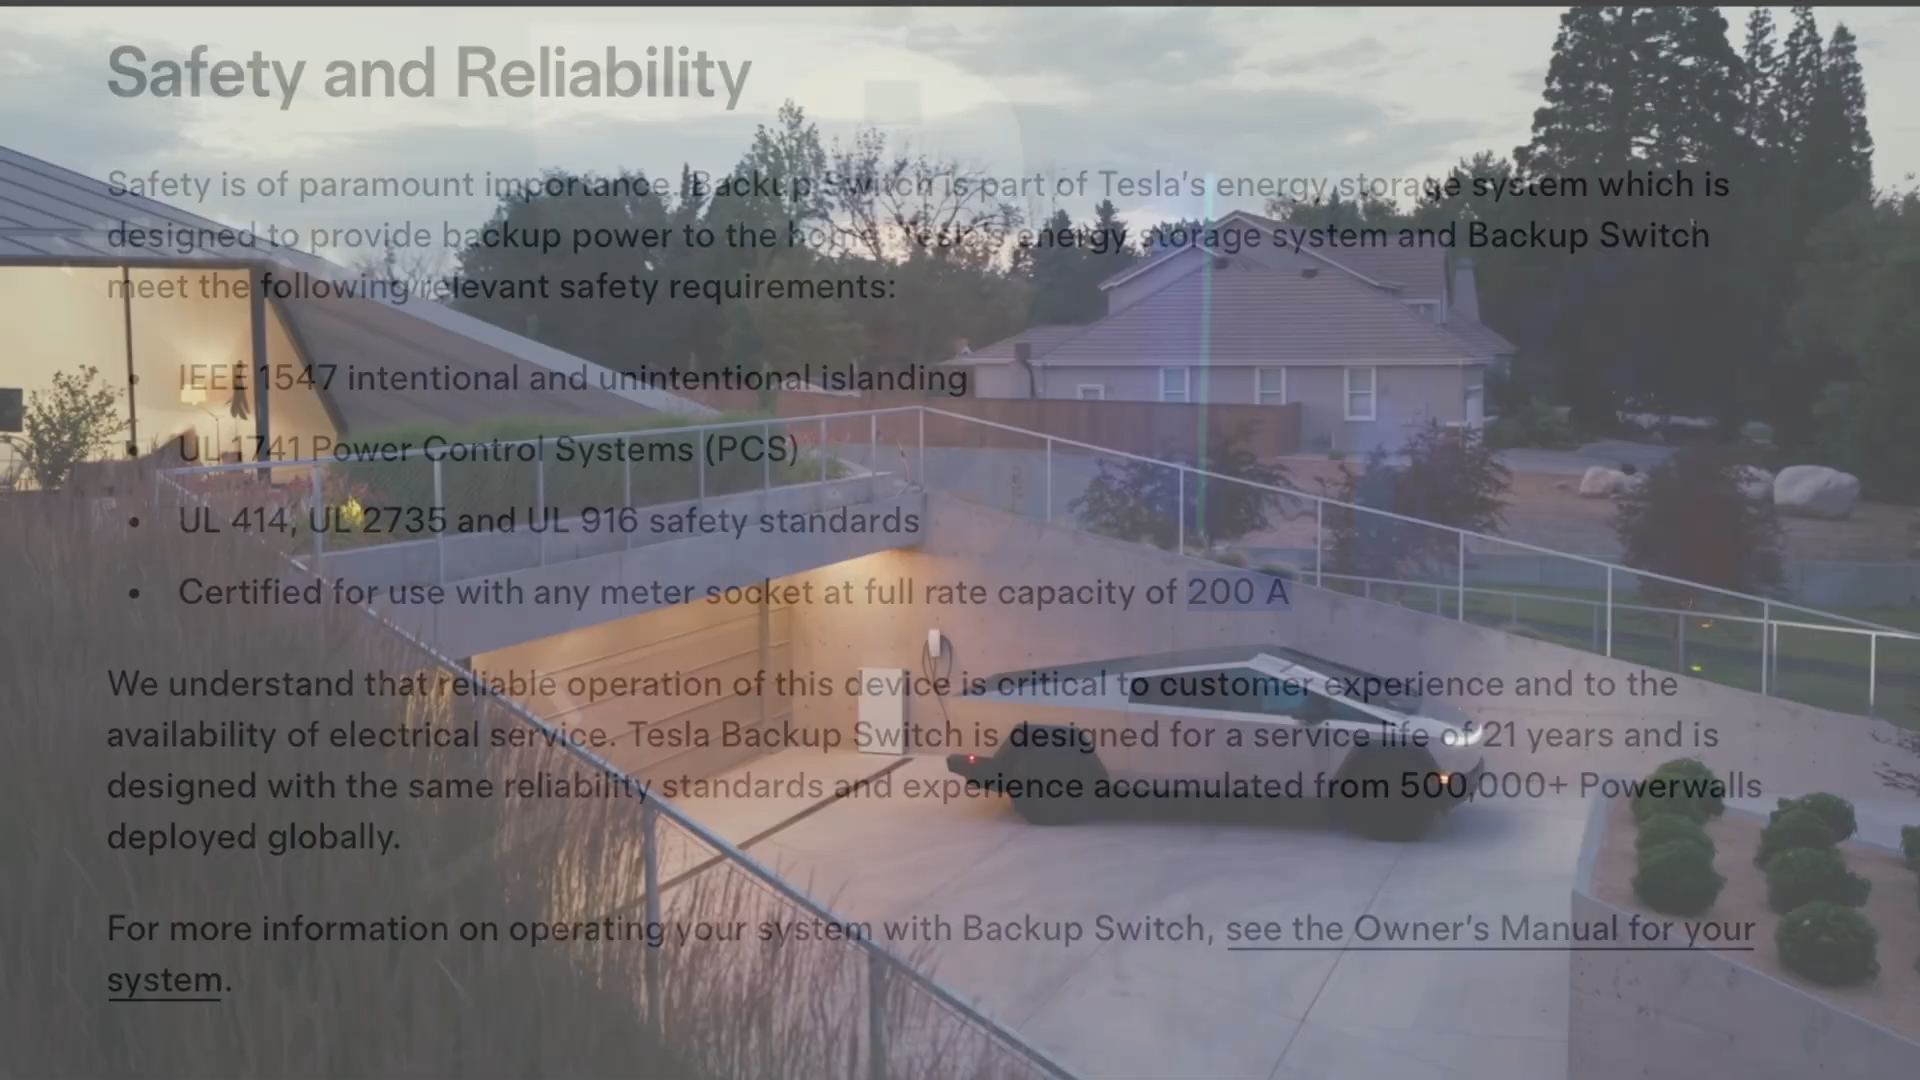 Safety and Reliability
Safety is of paramount importance. Backup Switch is part of Tesla's energy storage system which is
designed to provide backup power to the home. Tesla's energy storage system and Backup Switch
meet the following relevant safety requirements:
• IEEE 1547 intentional and unintentional islanding
• UL 1741 Power Control Systems (PCS)
• UL 414, UL 2735 and UL 916 safety standards
• Certified for use with any meter socket at full rate capacity of 200 A
We understand that reliable operation of this device is critical to customer experience and to the
availability of electrical service. Tesla Backup Switch is designed for a service life of 21 years and is
designed with the same reliability standards and experience accumulated from 500,000+ Powerwalls
deployed globally.
For more information on operating your system with Backup Switch, see the Owner's Manual for your
system.